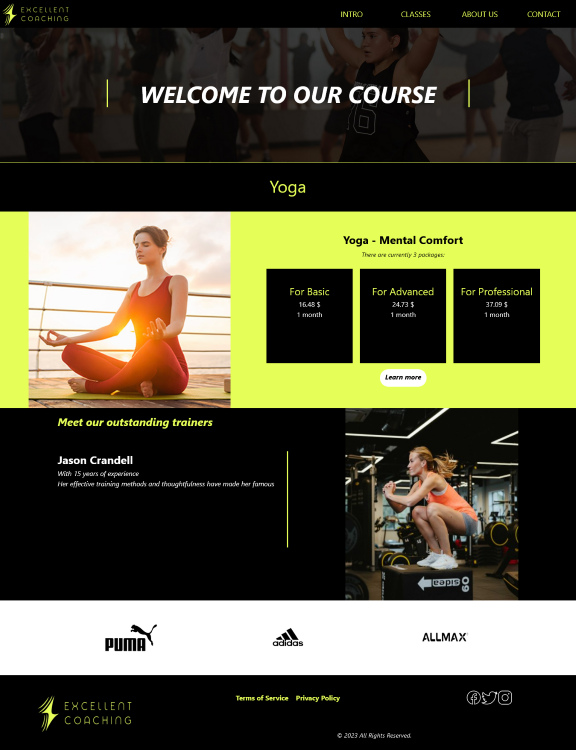 EXCELLENT
COACHING
INTRO
CLASSES
ABOUT US
CONTACT
WELCOME TO OUR COURSE
Yoga
Yoga - Mental Comfort
There are currently 3 packages:
For Basic
16.48 $
1 month
For Advanced
24.73 $
1 month
For Professional
37.09 $
1 month
Learn more
Meet our outstanding trainers
Jason Crandell
With 15 years of experience
Her effective training methods and thoughtfulness have made her famous
60
sides
PUMA
adidas
ALLMAX
EXCELLENT
COACHING
Terms of Service
Privacy Policy
© 2023 All Rights Reserved.